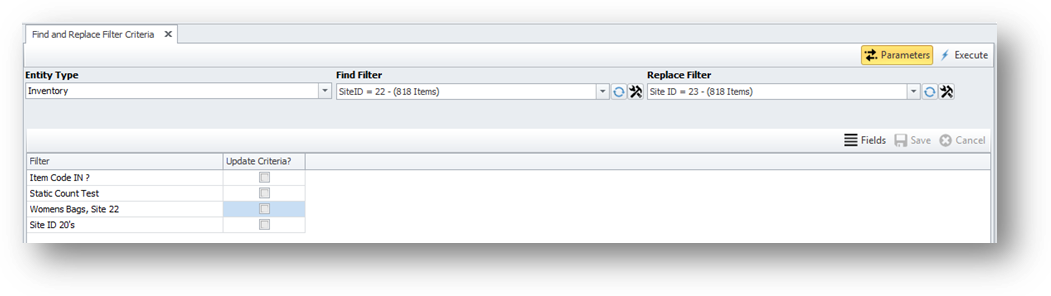 Find and Replace Filter Criteria
Parameters Execute
Entity Type Find Filter Replace Filter
Inventory SiteID = 22 - (818 Items) Site ID = 23 - (818 Items)
Fields Save Cancel
Filter Update Criteria?
Item Code IN ?
Static Count Test
Womens Bags, Site 22
Site ID 20's